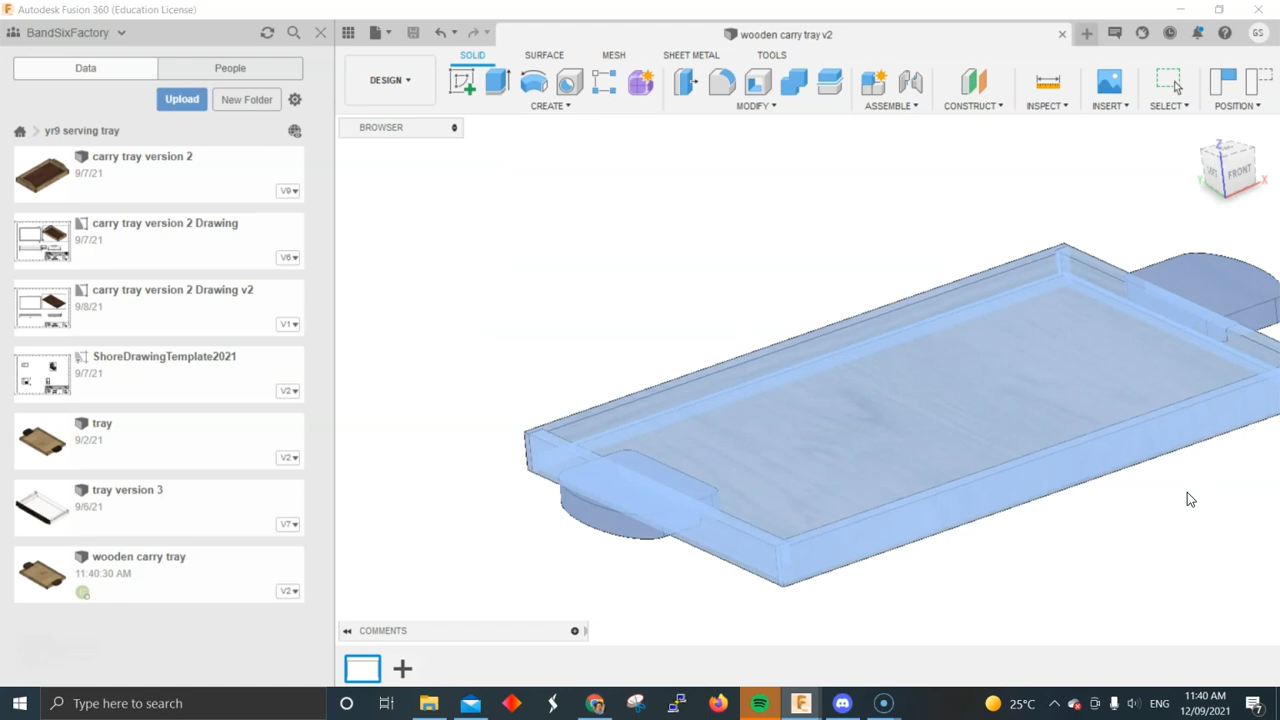 Autodesk Fusion 360 (Education License)
BandSixFactory
wooden carry tray v2
GS
Data
People
SOLID
SURFACE
MESH
SHEET METAL
TOOLS
DESIGN
CREATE
MODIFY
ASSEMBLE
CONSTRUCT
INSPECT
INSERT
SELECT
POSITION
Upload
New Folder
BROWSER
yr9 serving tray
carry tray version 2
9/7/21
V9
carry tray version 2 Drawing
9/7/21
V6
carry tray version 2 Drawing v2
9/8/21
V1
ShoreDrawingTemplate2021
9/7/21
V2
tray
9/2/21
V2
tray version 3
9/6/21
V7
wooden carry tray
11:40:30 AM
V2
Z
FRONT
X
COMMENTS
Type here to search
25°C
ENG
11:40 AM
12/09/2021
7